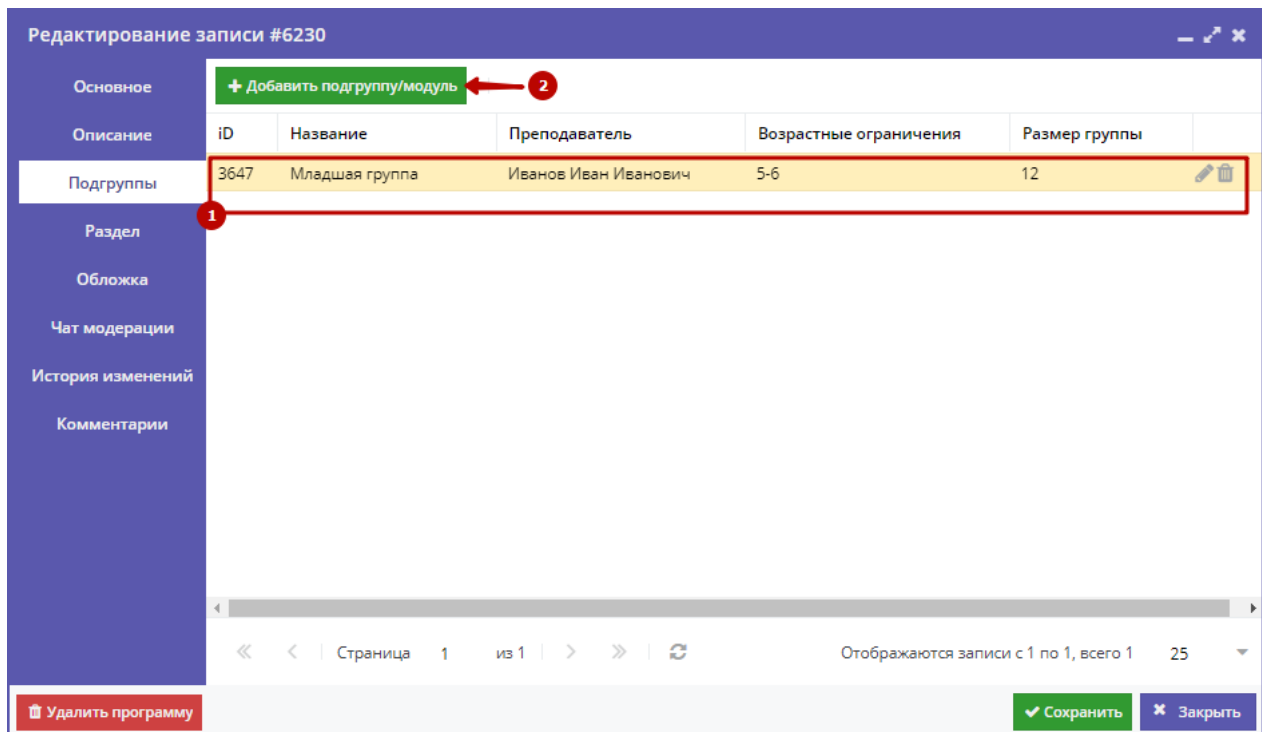 Редактирование записи #6230
Основное
Описание
Подгруппы
Раздел
Обложка
Чат модерации
История изменений
Комментарии
Добавить подгруппу/модуль
2
iD Название Преподаватель Возрастные ограничения Размер группы
3647 Младшая группа Иванов Иван Иванович 5-6 12
1
Страница 1 из 1 Отображаются записи с 1 по 1, всего 1 25
Удалить программу Сохранить Закрыть